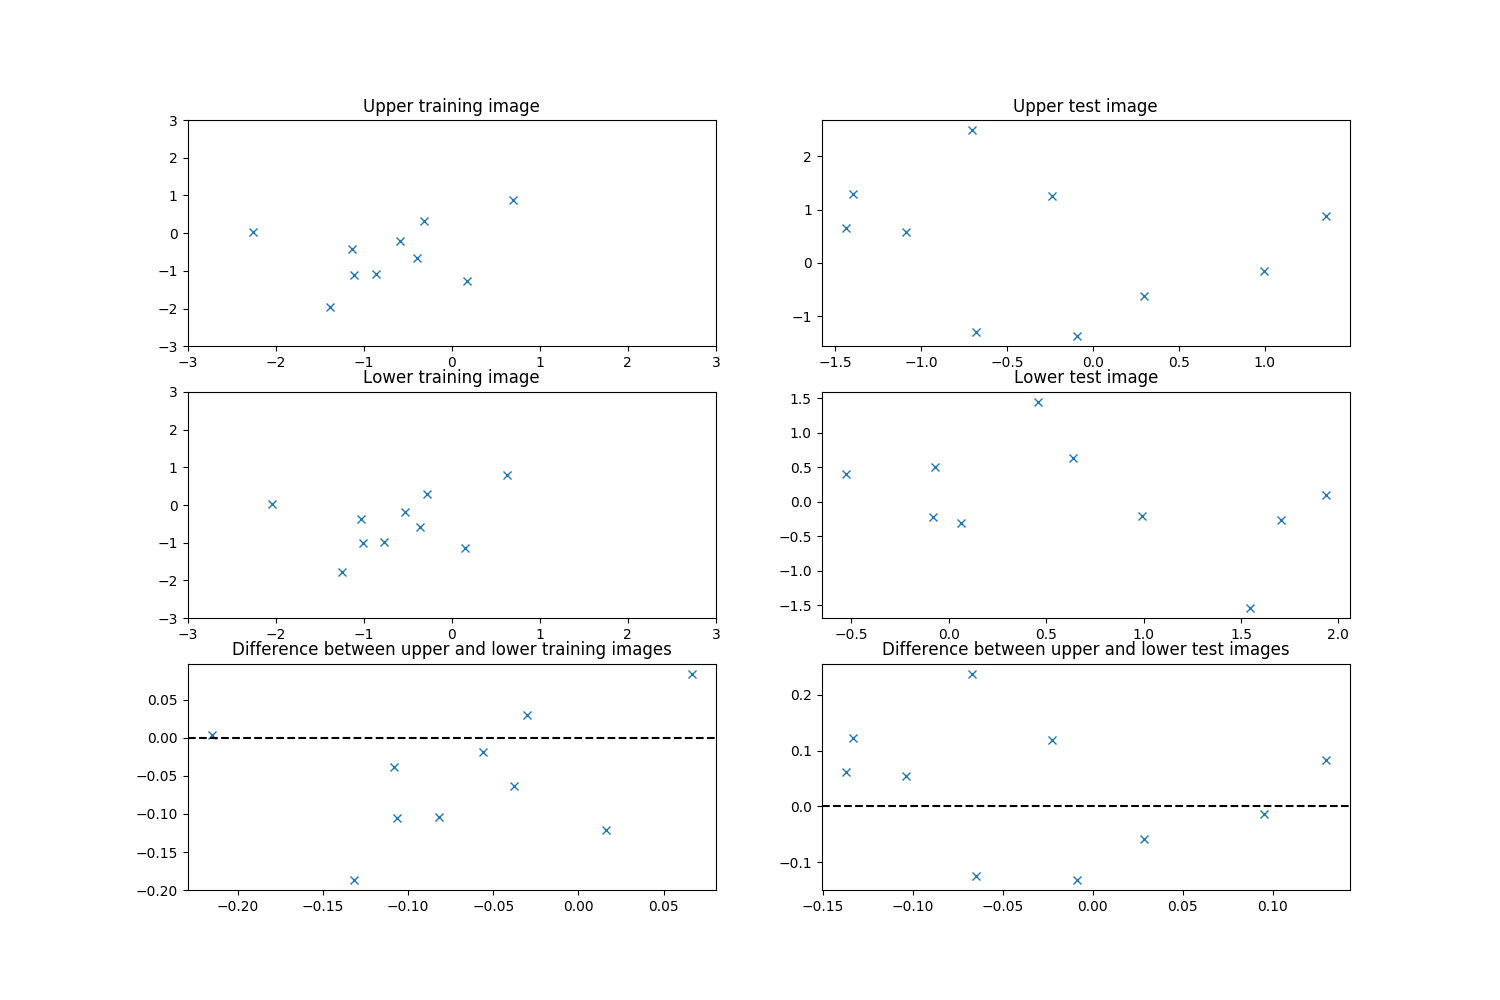 Upper training image
3
2
1
0
−1
−2
−3
−3 −2 −1 0 1 2 3
Upper test image
2
1
0
−1
−1.5 −1.0 −0.5 0.0 0.5 1.0
Lower training image
3
2
1
0
−1
−2
−3
−3 −2 −1 0 1 2 3
Lower test image
1.5
1.0
0.5
0.0
−0.5
−1.0
−1.5
−0.5 0.0 0.5 1.0 1.5 2.0
Difference between upper and lower training images
0.05
0.00
−0.05
−0.10
−0.15
−0.20
−0.20 −0.15 −0.10 −0.05 0.00 0.05
Difference between upper and lower test images
0.2
0.1
0.0
−0.1
−0.15 −0.10 −0.05 0.00 0.05 0.10